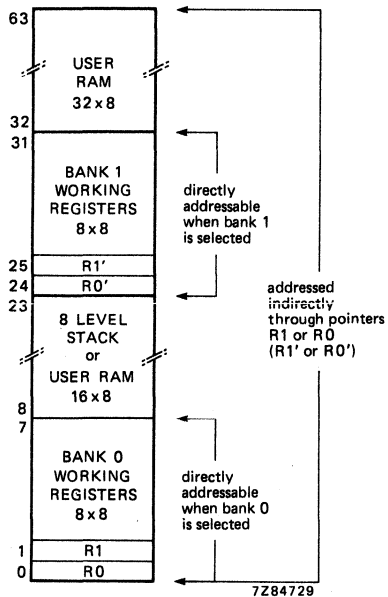 63
USER
RAM
32 x 8
32
31
BANK 1
WORKING
REGISTERS
8 x 8
directly
addressable
when bank 1
is selected
25
R1'
24
R0'
23
addressed
indirectly
through pointers
R1 or R0
(R1' or R0')
8 LEVEL
STACK
or
USER RAM
16 x 8
8
7
BANK 0
WORKING
REGISTERS
8 x 8
directly
addressable
when bank 0
is selected
1
R1
0
R0
7Z84729